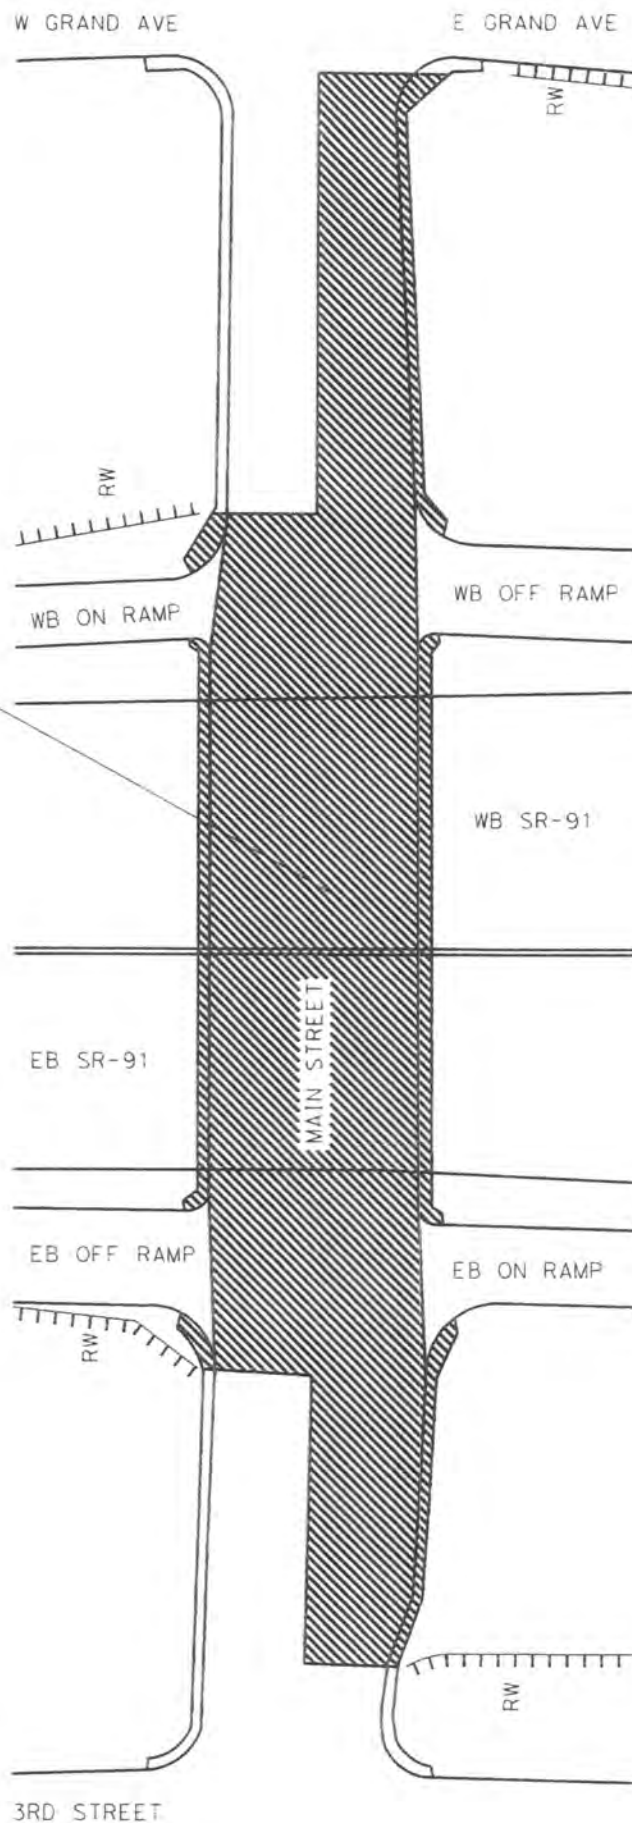 W GRAND AVE
E GRAND AVE
RW
RW
WB ON RAMP
WB OFF RAMP
WB SR-91
MAIN STREET
EB SR-91
EB OFF RAMP
EB ON RAMP
RW
RW
3RD STREET